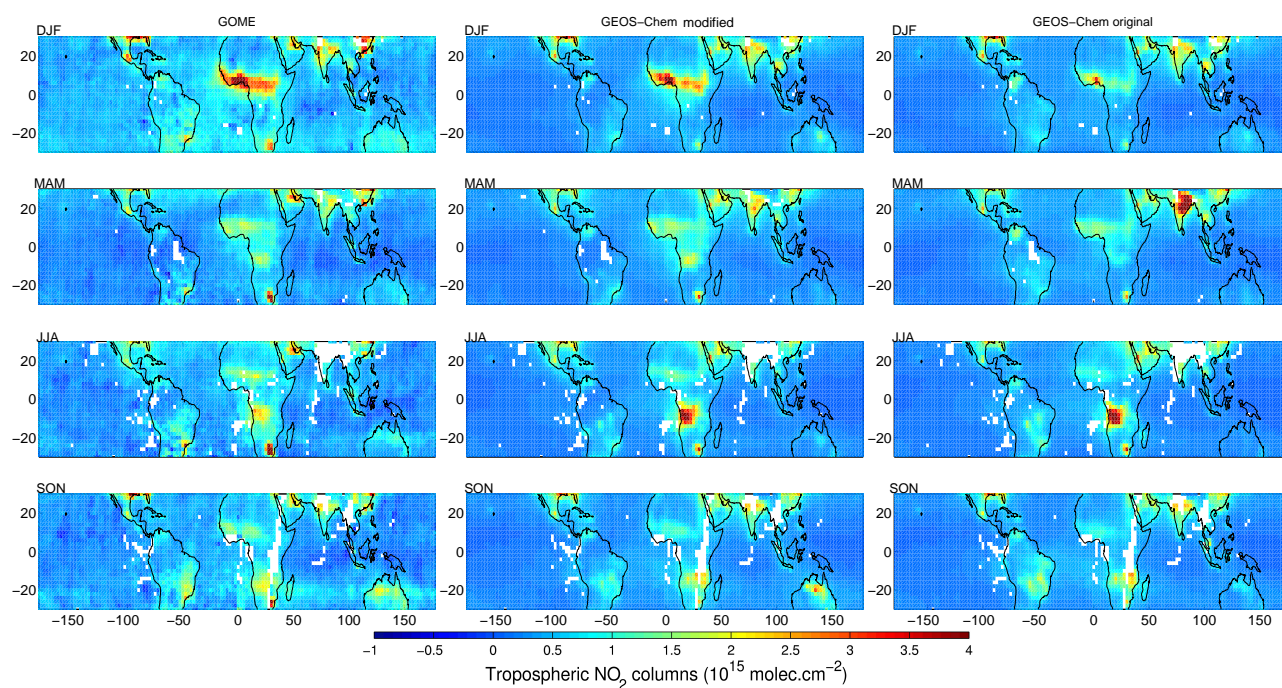 GOME GEOS−Chem modified GEOS−Chem original
DJF DJF DJF
20 20 20
0 0 0
−20 −20 −20
MAM MAM MAM
20 20 20
0 0 0
−20 −20 −20
JJA JJA JJA
20 20 20
0 0 0
−20 −20 −20
SON SON SON
20 20 20
0 0 0
−20 −20 −20
−150 −100 −50 0 50 100 150 −150 −100 −50 0 50 100 150 −150 −100 −50 0 50 100 150
−1 −0.5 0 0.5 1 1.5 2 2.5 3 3.5 4
Tropospheric NO2 columns (10^15 molec.cm^−2)